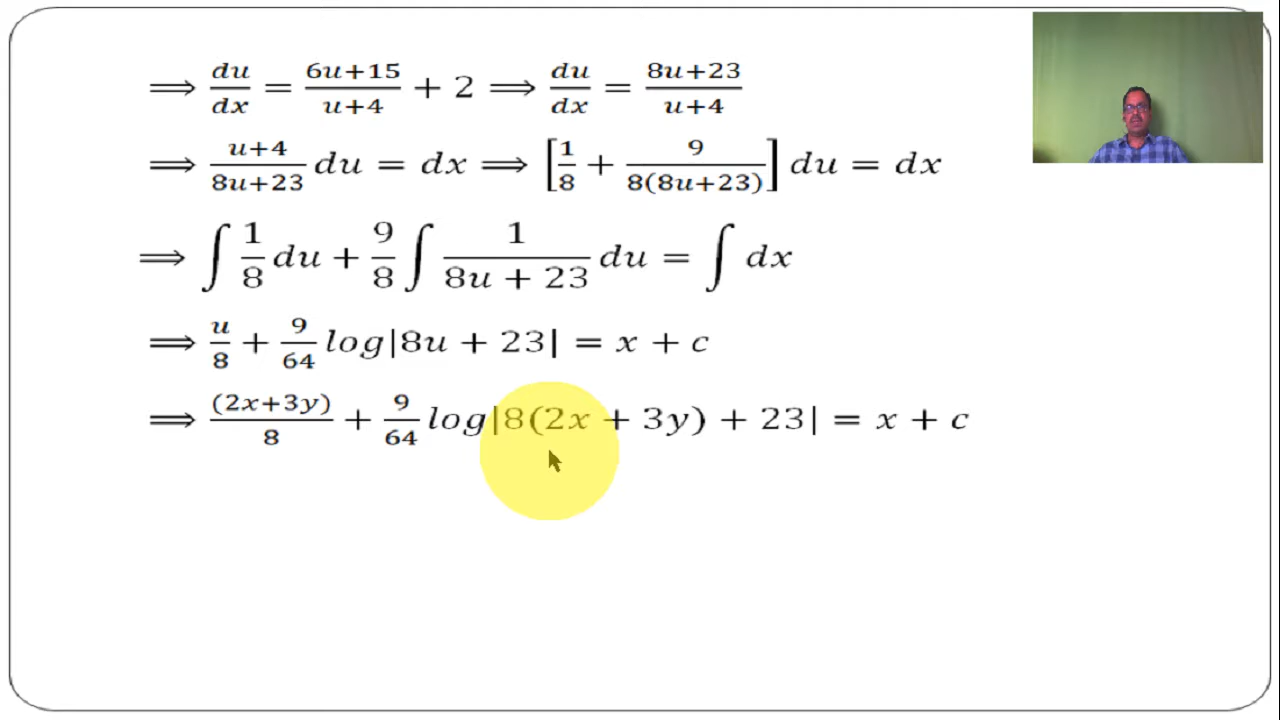 ⟹ du/dx = (6u+15)/(u+4) + 2 ⟹ du/dx = (8u+23)/(u+4)
⟹ (u+4)/(8u+23) du = dx ⟹ [1/8 + 9/(8(8u+23))] du = dx
⟹ ∫ 1/8 du + 9/8 ∫ 1/(8u + 23) du = ∫ dx
⟹ u/8 + 9/64 log|8u + 23| = x + c
⟹ (2x+3y)/8 + 9/64 log|8(2x + 3y) + 23| = x + c